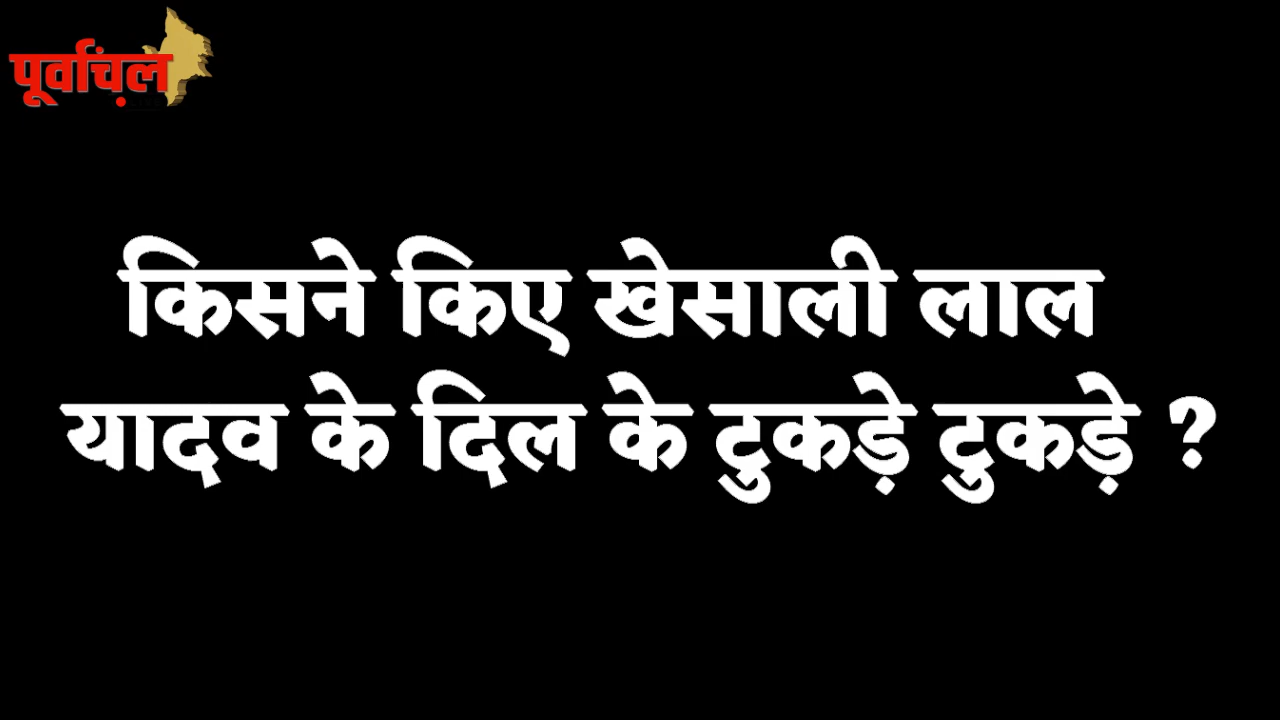 पूर्वांचल
किसने किए खेसाली लाल
यादव के दिल के टुकड़े टुकड़े ?